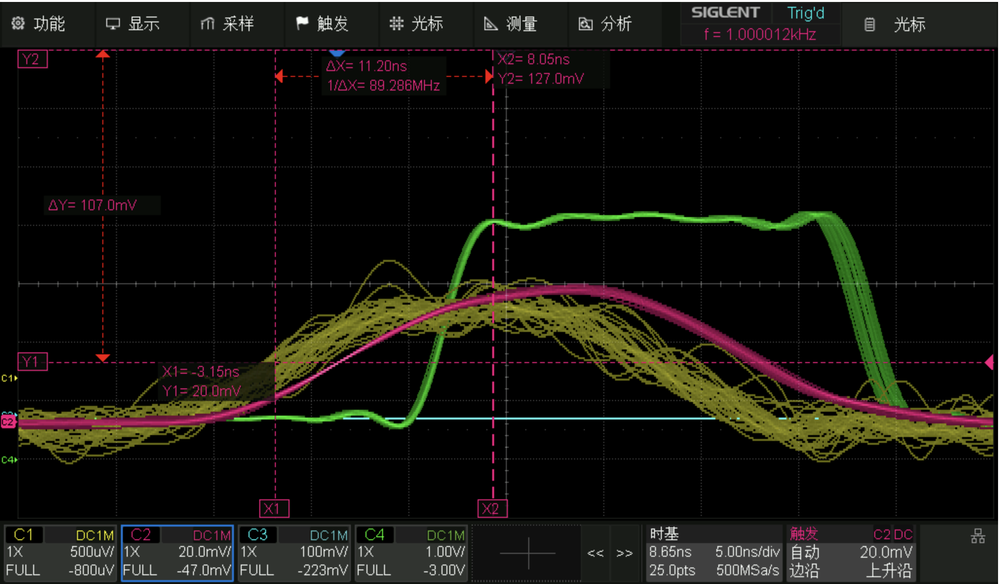 功能 显示 采样 触发 光标 测量 分析 SIGLENT Trig'd 光标
f = 1.000012kHz
Y2
ΔX= 11.20ns
1/ΔX= 89.286MHz
X2= 8.05ns
Y2= 127.0mV
ΔY= 107.0mV
Y1
X1= -3.15ns
Y1= 20.0mV
C1
C2
C4
X1
X2
C1 DC1M
1X 500uV/
FULL -800uV
C2 DC1M
1X 20.0mV/
FULL -47.0mV
C3 DC1M
1X 100mV/
FULL -223mV
C4 DC1M
1X 1.00V/
FULL -3.00V
<< >>
时基
8.65ns 5.00ns/div
25.0pts 500MSa/s
触发 C2 DC
自动 20.0mV
边沿 上升沿